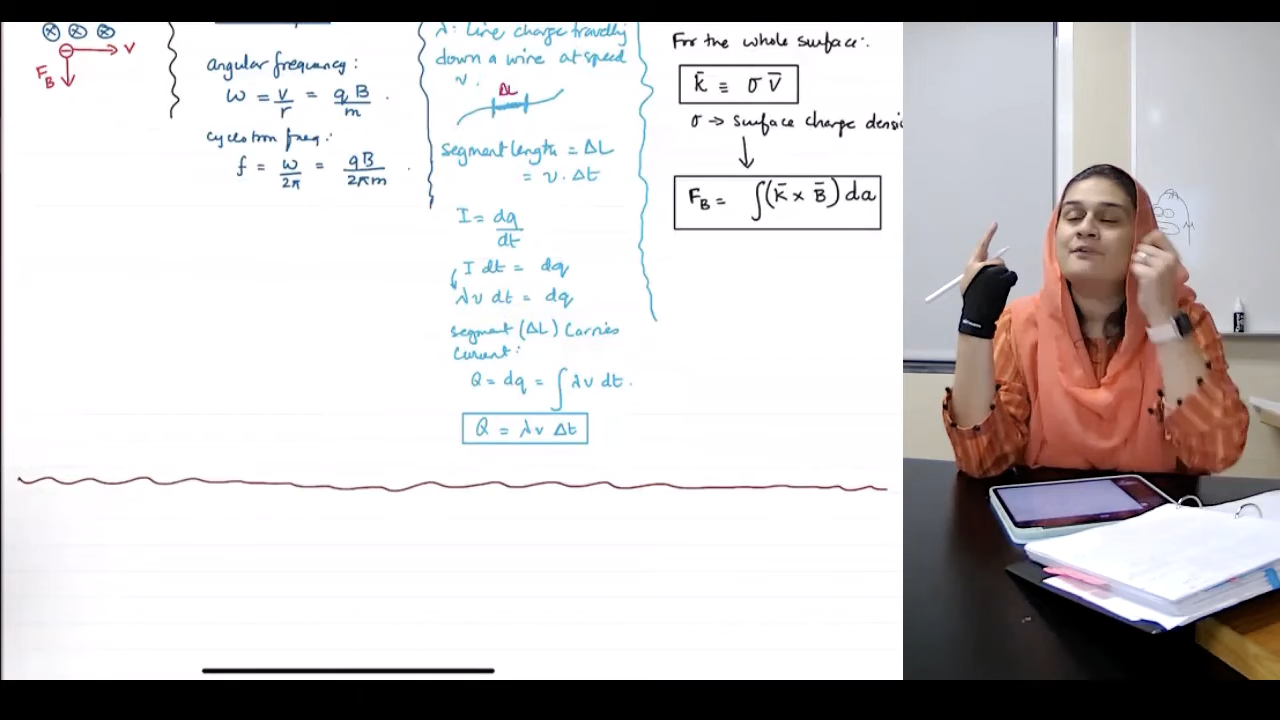 v
F_B
angular frequency:
ω = v/r = qB/m .
cyclotron freq.:
f = ω/2π = qB/2πm .
λ: line charge travelling
down a wire at speed
v .
ΔL
segment length = ΔL
= v . Δt
I = dq/dt
I dt = dq
λv dt = dq
segment (ΔL) carries
current:
Q = dq = ∫ λv dt .
Q = λv Δt
For the whole surface:.
K̄ ≡ σ v̄
σ → surface charge densi
F_B = ∫(K̄ × B̄) da